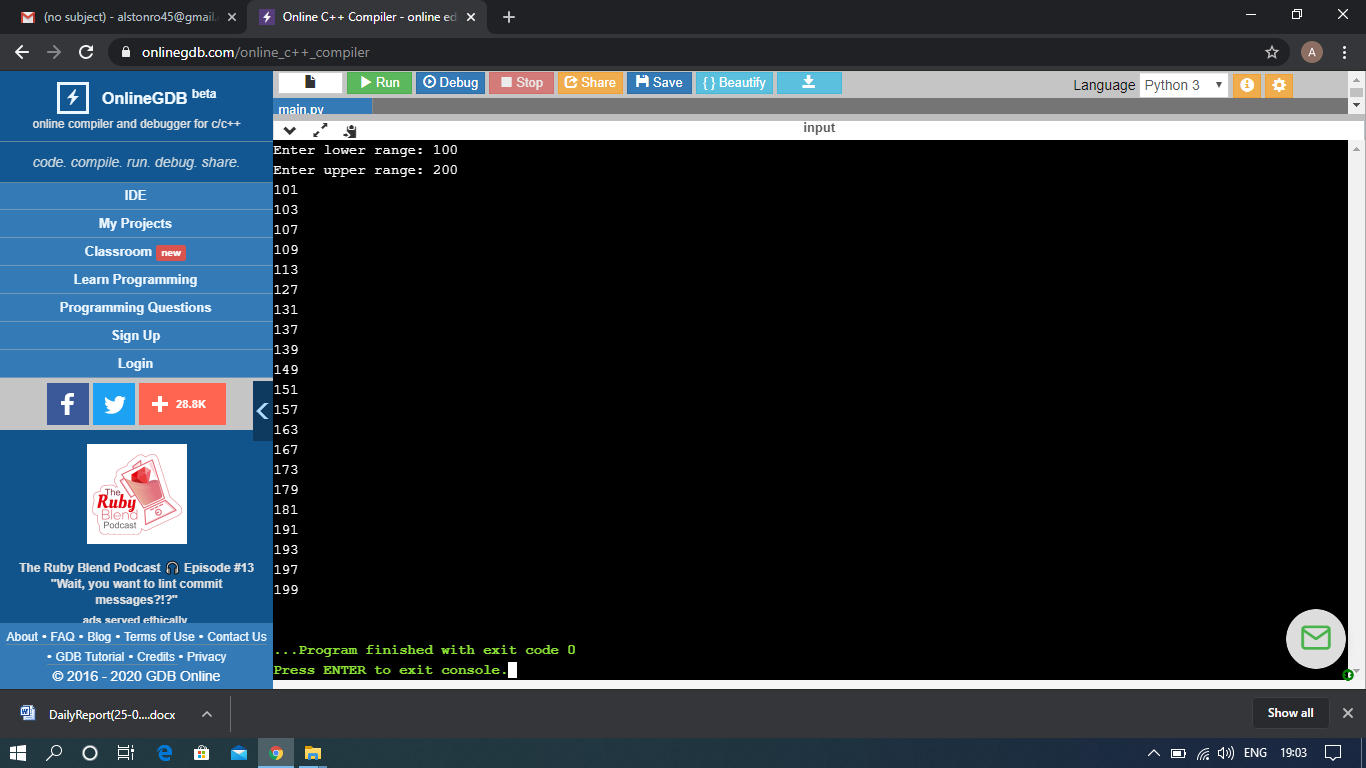 (no subject) - alstonro45@gmail.
Online C++ Compiler - online ed
onlinegdb.com/online_c++_compiler
A
OnlineGDB beta
online compiler and debugger for c/c++
code. compile. run. debug. share.
IDE
My Projects
Classroom new
Learn Programming
Programming Questions
Sign Up
Login
28.8K
The
Ruby
Blend
Podcast
The Ruby Blend Podcast 🎧 Episode #13
"Wait, you want to lint commit
messages?!?"
ads served ethically
About • FAQ • Blog • Terms of Use • Contact Us
• GDB Tutorial • Credits • Privacy
© 2016 - 2020 GDB Online
Run Debug Stop Share Save { } Beautify
Language Python 3
main.py
input
Enter lower range: 100
Enter upper range: 200
101
103
107
109
113
127
131
137
139
149
151
157
163
167
173
179
181
191
193
197
199
...Program finished with exit code 0
Press ENTER to exit console.
DailyReport(25-0....docx
Show all
ENG 19:03